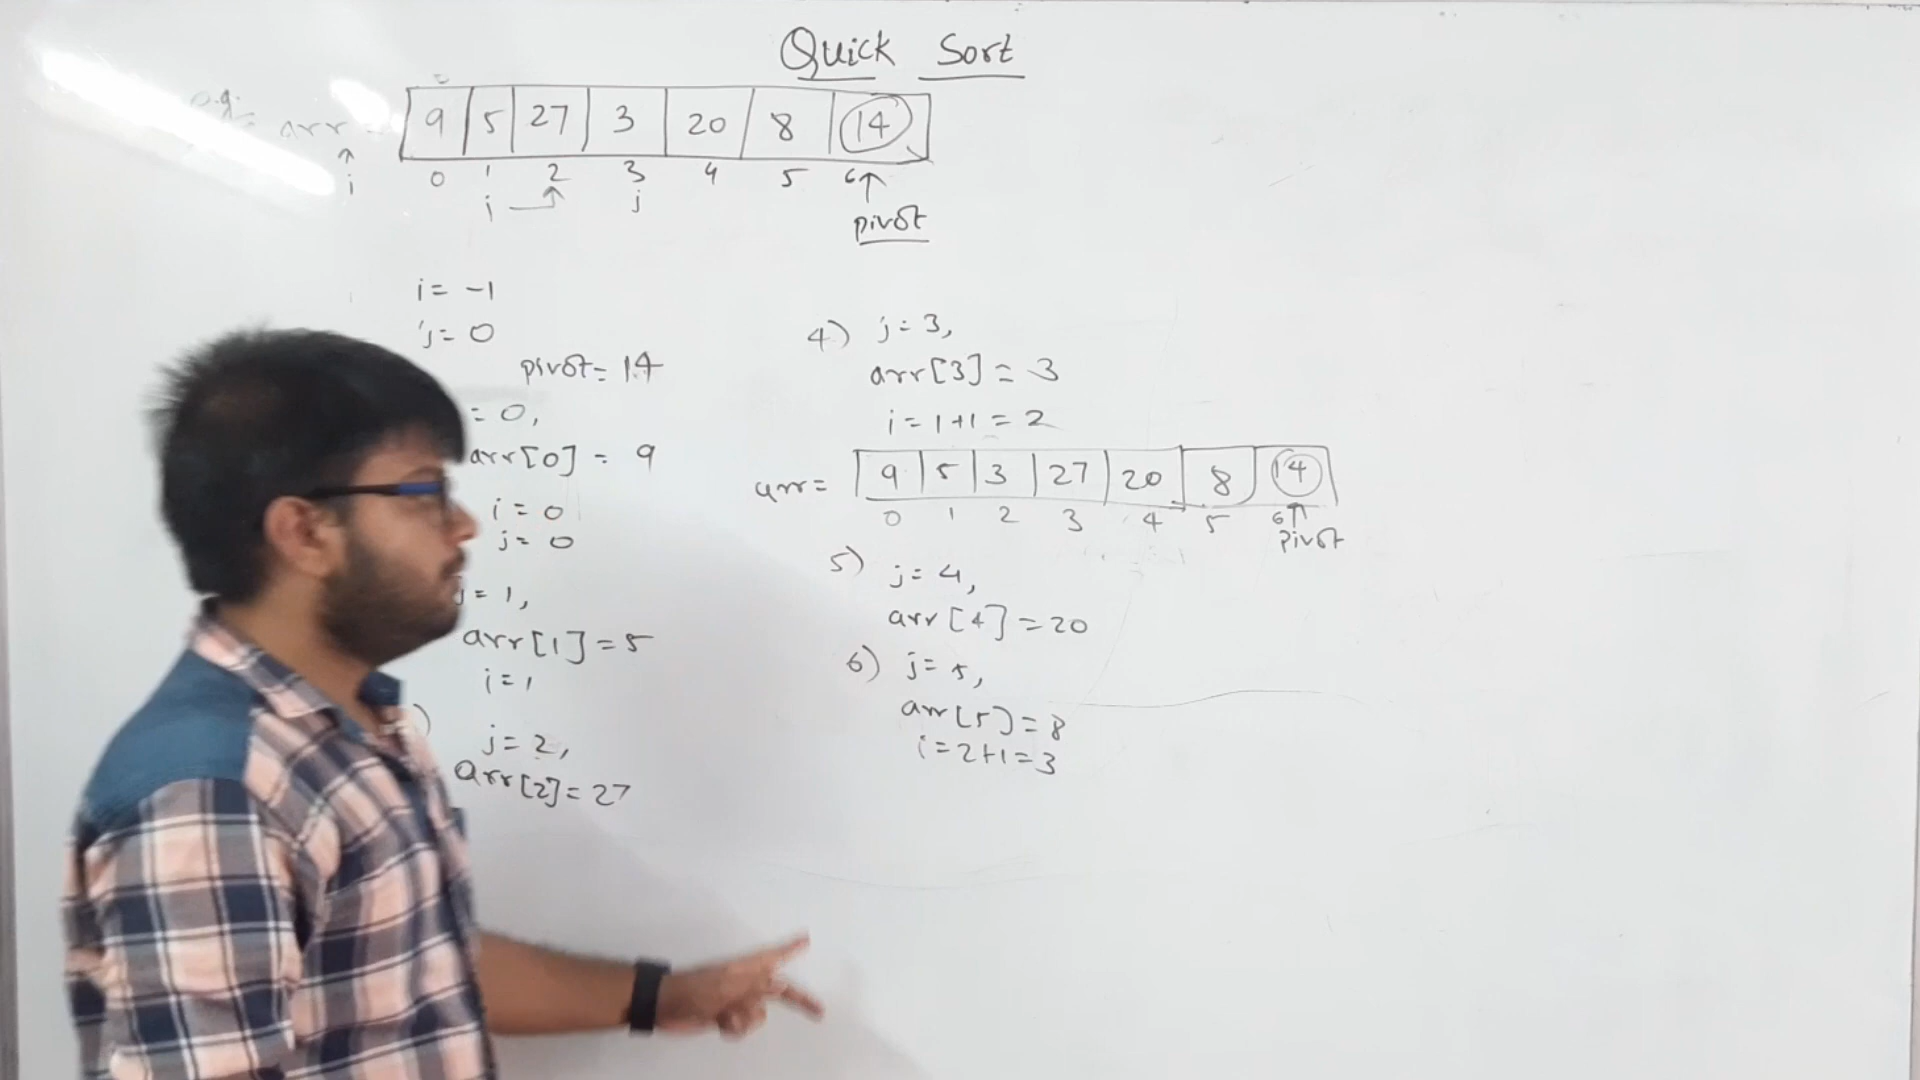 Quick Sort
e.g.
arr = 9 5 27 3 20 8 14
i 0 1 2 3 4 5 6
j j
pivot
i = -1
j = 0
pivot = 14
= 0,
arr[0] = 9
i = 0
j = 0
j = 1,
arr[1] = 5
i = 1
)
j = 2,
arr[2] = 27
4) j = 3,
arr[3] = 3
i = 1+1 = 2
arr = 9 5 3 27 20 8 14
0 1 2 3 4 5 6
pivot
5) j = 4,
arr[4] = 20
6) j = 5,
arr[5] = 8
i = 2+1 = 3